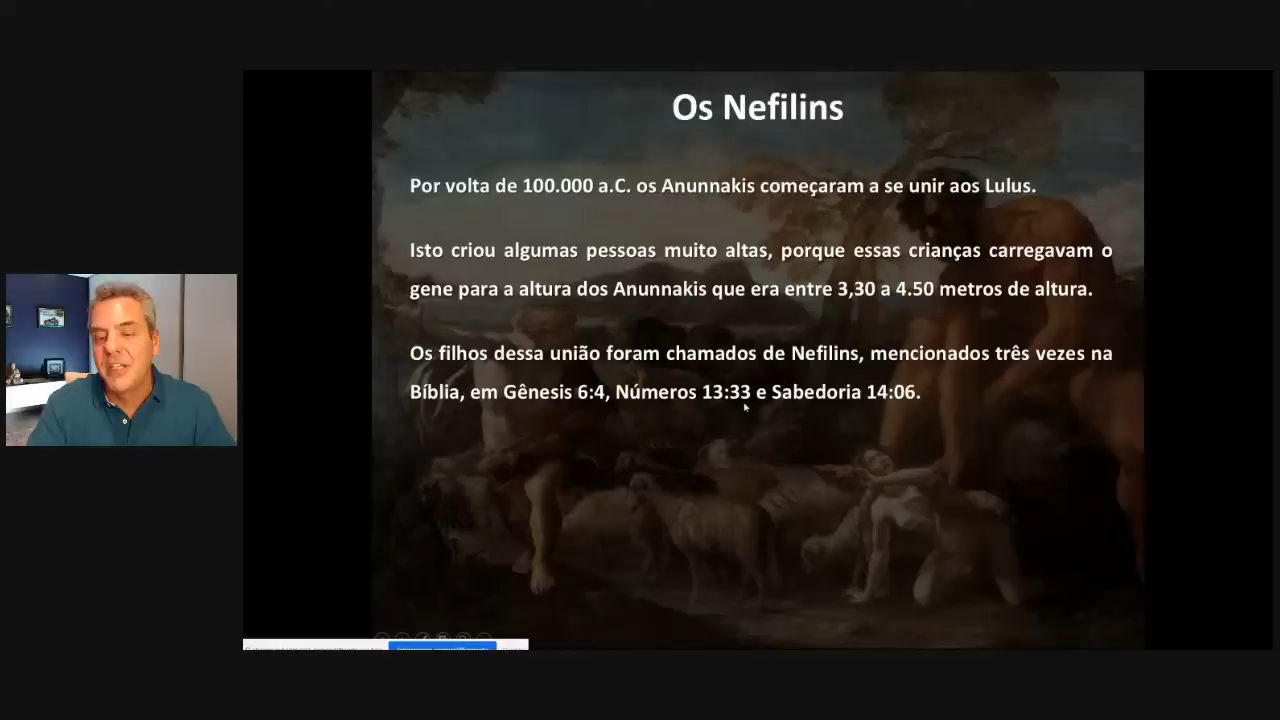 Os Nefilins
Por volta de 100.000 a.C. os Anunnakis começaram a se unir aos Lulus.
Isto criou algumas pessoas muito altas, porque essas crianças carregavam o
gene para a altura dos Anunnakis que era entre 3,30 a 4.50 metros de altura.
Os filhos dessa união foram chamados de Nefilins, mencionados três vezes na
Bíblia, em Gênesis 6:4, Números 13:33 e Sabedoria 14:06.